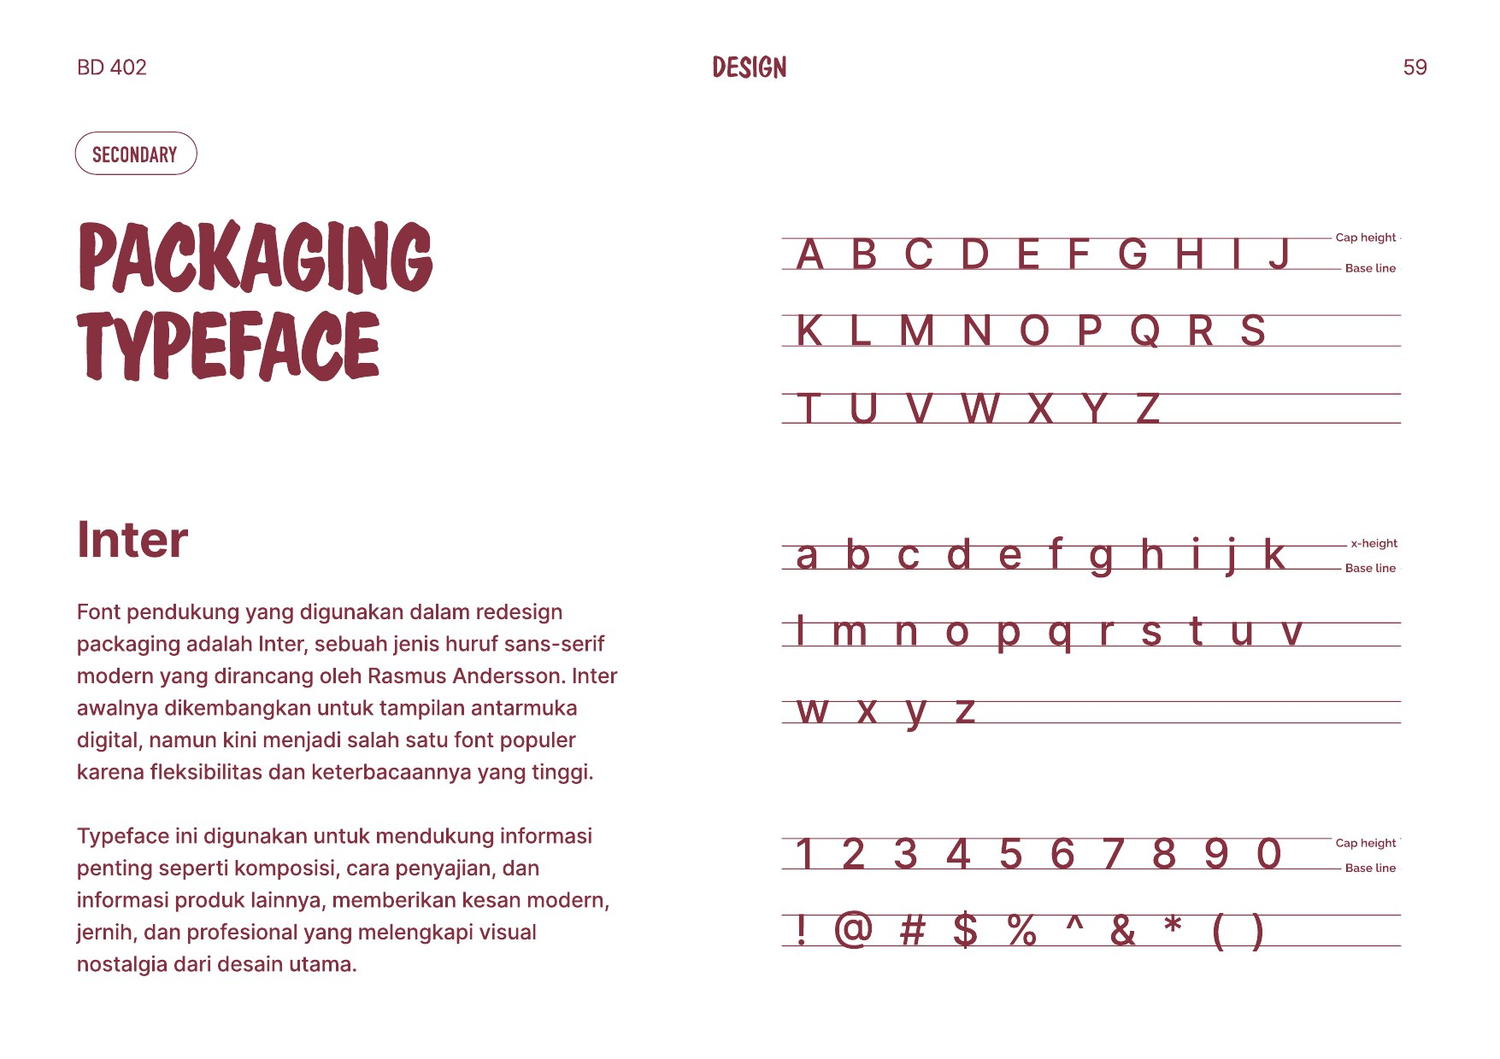 BD 402
DESIGN
59
SECONDARY
PACKAGING
TYPEFACE
Inter
Font pendukung yang digunakan dalam redesign
packaging adalah Inter, sebuah jenis huruf sans-serif
modern yang dirancang oleh Rasmus Andersson. Inter
awalnya dikembangkan untuk tampilan antarmuka
digital, namun kini menjadi salah satu font populer
karena fleksibilitas dan keterbacaannya yang tinggi.
Typeface ini digunakan untuk mendukung informasi
penting seperti komposisi, cara penyajian, dan
informasi produk lainnya, memberikan kesan modern,
jernih, dan profesional yang melengkapi visual
nostalgia dari desain utama.
A B C D E F G H I J
Cap height
Base line
K L M N O P Q R S
T U V W X Y Z
a b c d e f g h i j k
x-height
Base line
l m n o p q r s t u v
w x y z
1 2 3 4 5 6 7 8 9 0
Cap height
Base line
! @ # $ % ^ & * ( )